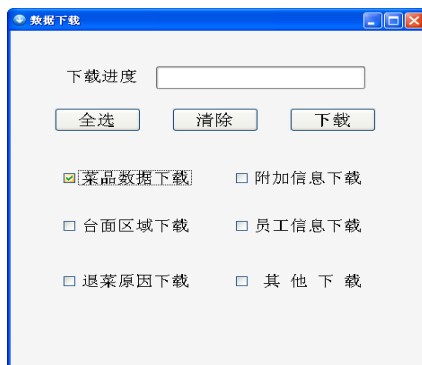 数据下载
下载进度
全选 清除 下载
菜品数据下载 附加信息下载
台面区域下载 员工信息下载
退菜原因下载 其他下载